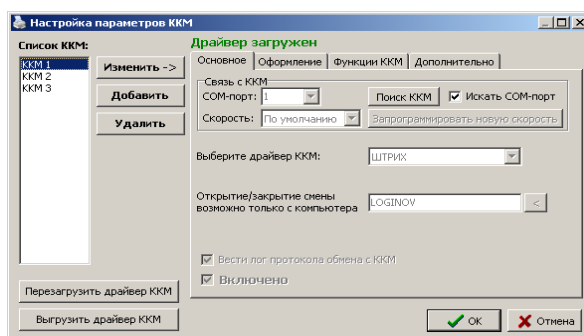 Настройка параметров ККМ
Список ККМ:
ККМ 1
ККМ 2
ККМ 3
Изменить ->
Добавить
Удалить
Перезагрузить драйвер ККМ
Выгрузить драйвер ККМ
Драйвер загружен
Основное Оформление Функции ККМ Дополнительно
Связь с ККМ
COM-порт: 1 Поиск ККМ Искать COM-порт
Скорость: По умолчанию Запрограммировать новую скорость
Выберите драйвер ККМ: ШТРИХ
Открытие/закрытие смены
возможно только с компьютера LOGINOV <
Вести лог протокола обмена с ККМ
Включено
OK Отмена